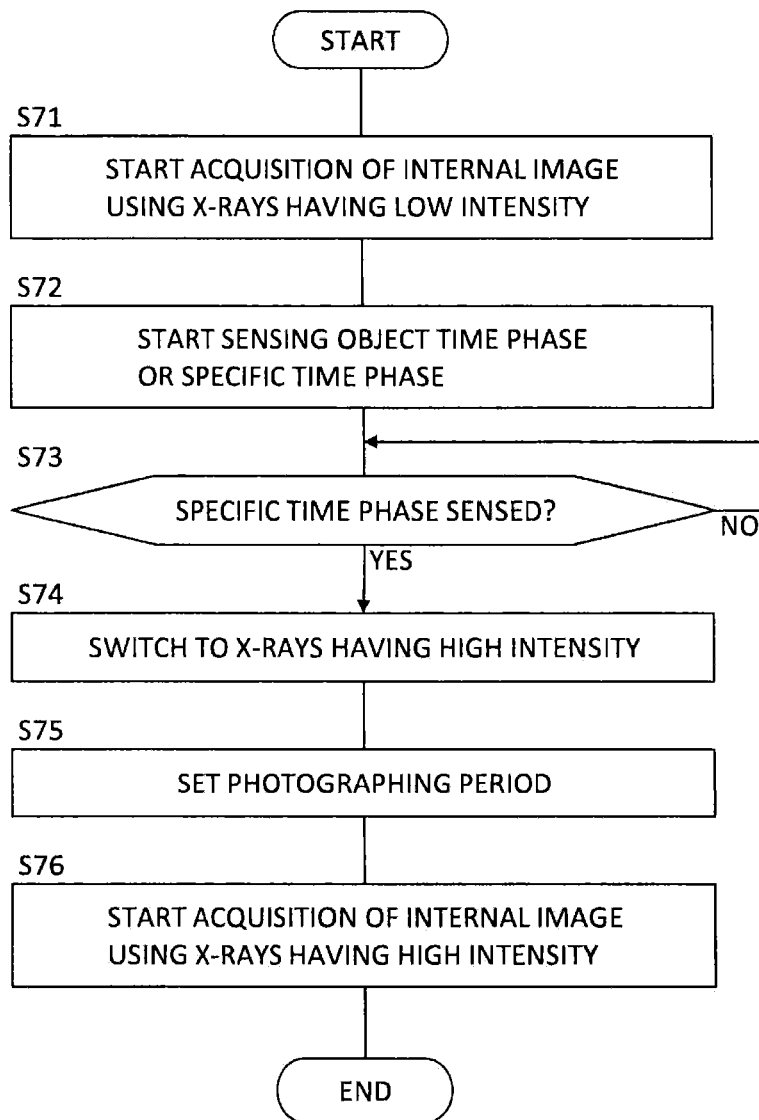 START
S71
START ACQUISITION OF INTERNAL IMAGE
USING X-RAYS HAVING LOW INTENSITY
S72
START SENSING OBJECT TIME PHASE
OR SPECIFIC TIME PHASE
S73
SPECIFIC TIME PHASE SENSED?
NO
YES
S74
SWITCH TO X-RAYS HAVING HIGH INTENSITY
S75
SET PHOTOGRAPHING PERIOD
S76
START ACQUISITION OF INTERNAL IMAGE
USING X-RAYS HAVING HIGH INTENSITY
END